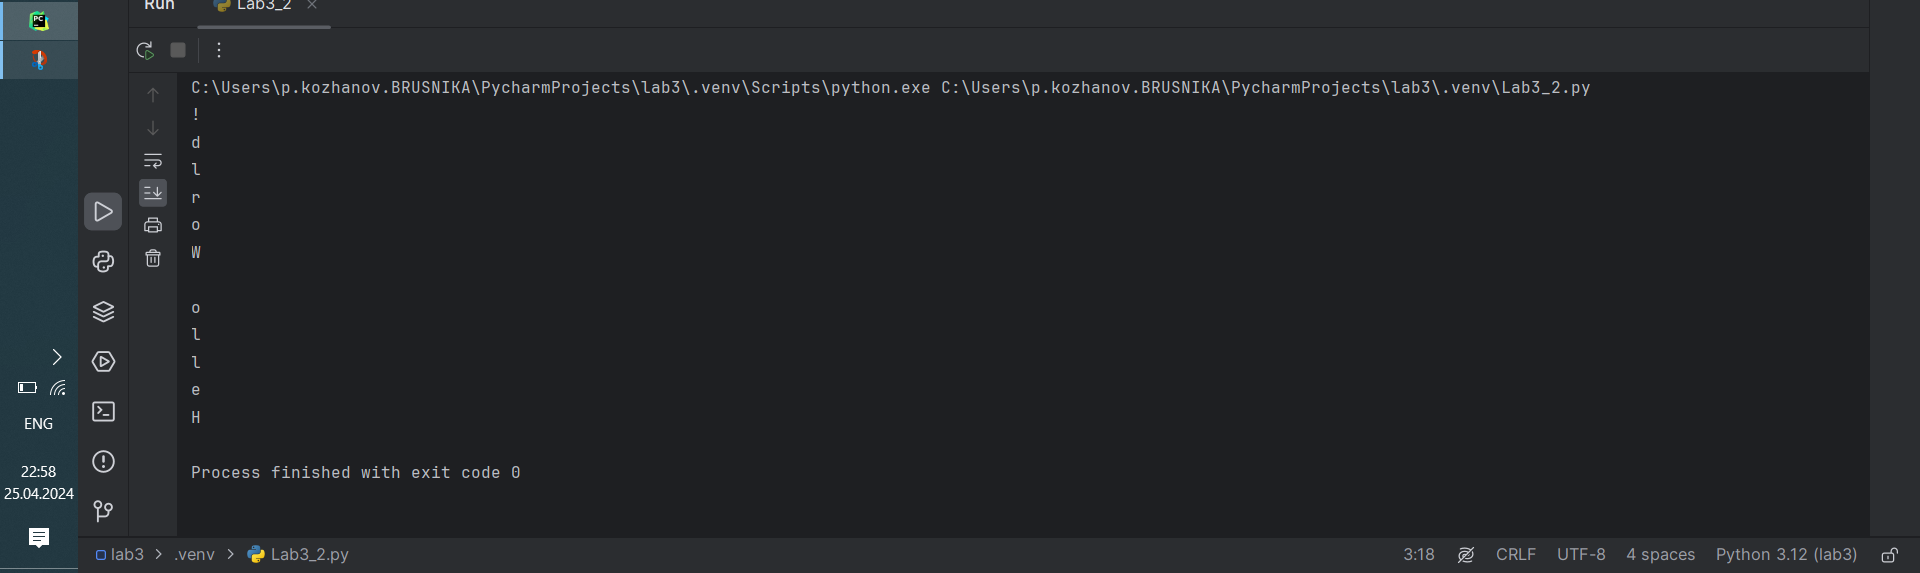 Run Lab3_2
C:\Users\p.kozhanov.BRUSNIKA\PycharmProjects\lab3\.venv\Scripts\python.exe C:\Users\p.kozhanov.BRUSNIKA\PycharmProjects\lab3\.venv\Lab3_2.py
!
d
l
r
o
W
o
l
l
e
H
Process finished with exit code 0
ENG
22:58
25.04.2024
lab3 > .venv > Lab3_2.py 3:18 CRLF UTF-8 4 spaces Python 3.12 (lab3)